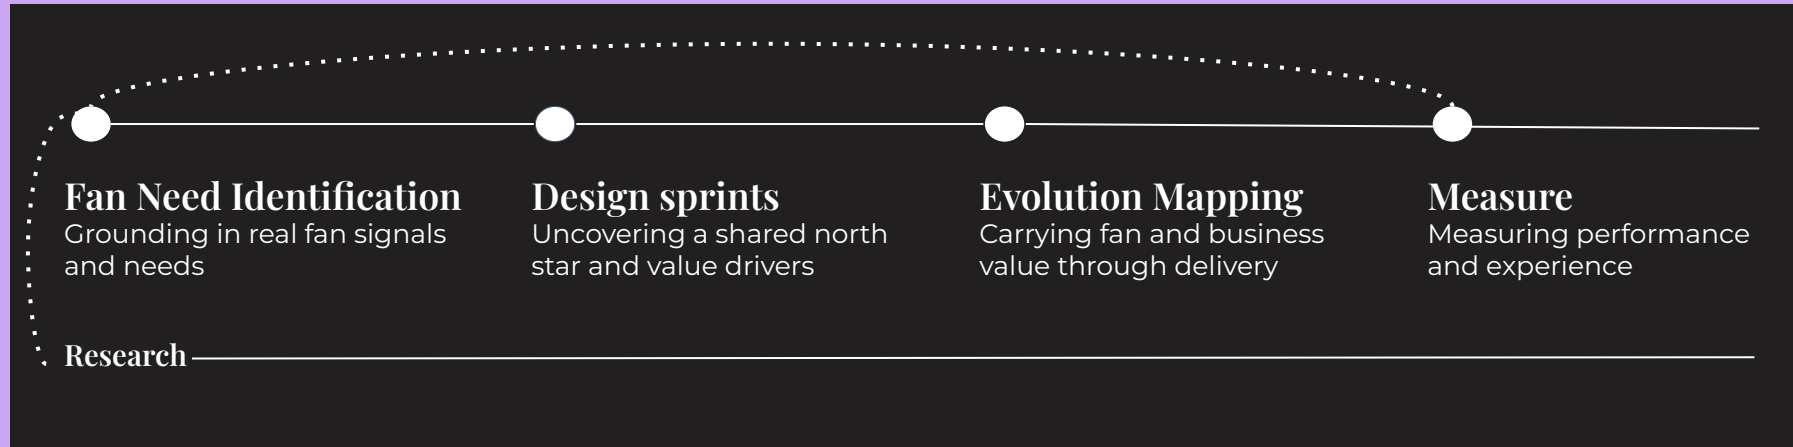 Fan Need Identification
Grounding in real fan signals
and needs
Design sprints
Uncovering a shared north
star and value drivers
Evolution Mapping
Carrying fan and business
value through delivery
Measure
Measuring performance
and experience
Research